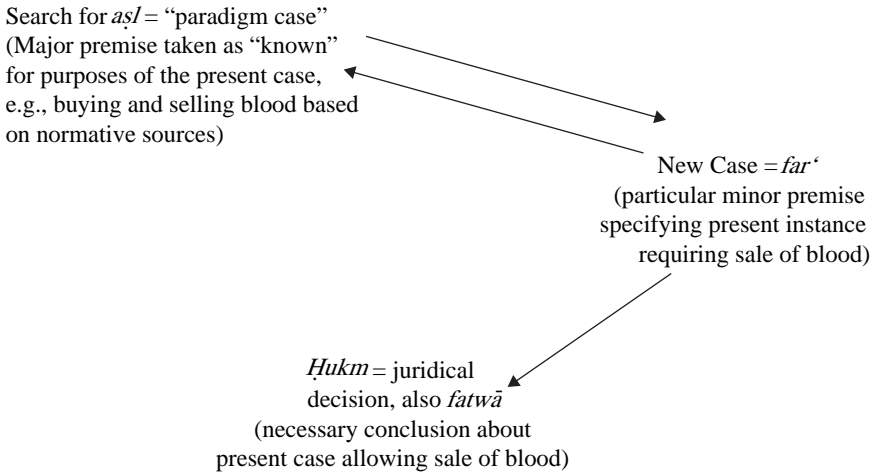 Search for aṣl = “paradigm case”
(Major premise taken as “known”
for purposes of the present case,
e.g., buying and selling blood based
on normative sources)
New Case = far‘
(particular minor premise
specifying present instance
requiring sale of blood)
Ḥukm = juridical
decision, also fatwā
(necessary conclusion about
present case allowing sale of blood)